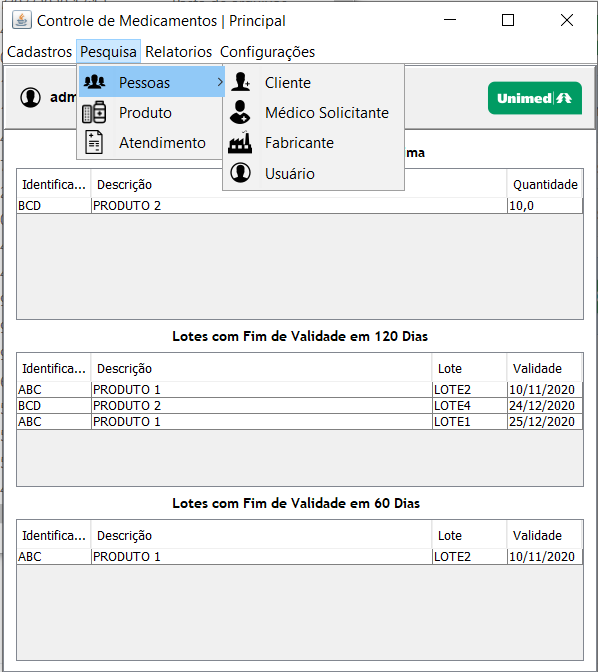 Controle de Medicamentos | Principal
Cadastros Pesquisa Relatorios Configurações
Pessoas
Produto
Atendimento
Cliente
Médico Solicitante
Fabricante
Usuário
Unimed
Identifica... Descrição Quantidade
BCD PRODUTO 2 10,0
Lotes com Fim de Validade em 120 Dias
Identifica... Descrição Lote Validade
ABC PRODUTO 1 LOTE2 10/11/2020
BCD PRODUTO 2 LOTE4 24/12/2020
ABC PRODUTO 1 LOTE1 25/12/2020
Lotes com Fim de Validade em 60 Dias
Identifica... Descrição Lote Validade
ABC PRODUTO 1 LOTE2 10/11/2020